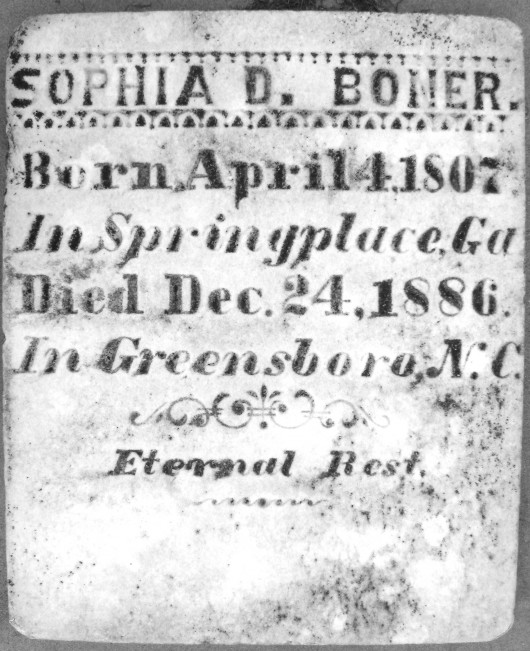 SOPHIA D. BONER.
Born, April 4, 1807.
In Springplace, Ga
Died Dec. 24, 1886.
In Greensboro, N.C.
Eternal Rest.